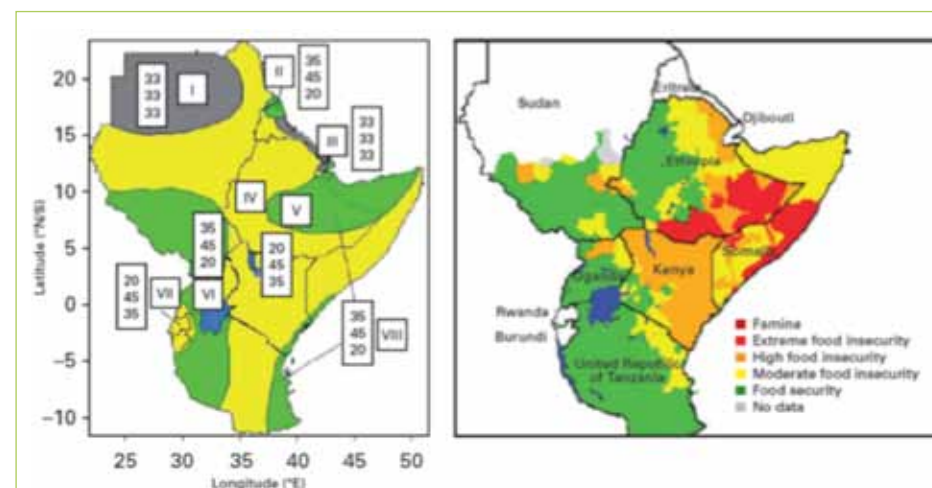 Latitude (°N/S)
20
15
10
5
0
−5
−10
25
30
35
40
45
50
Longitude (°E)
33
33
33
I
II
35
45
20
III
33
33
33
IV
V
35
45
20
20
45
35
20
45
35
VII
VI
35
45
20
VIII
Sudan
Eritrea
Djibouti
Ethiopia
Somalia
Uganda
Kenya
Rwanda
Burundi
United Republic
of Tanzania
Famine
Extreme food insecurity
High food insecurity
Moderate food insecurity
Food security
No data